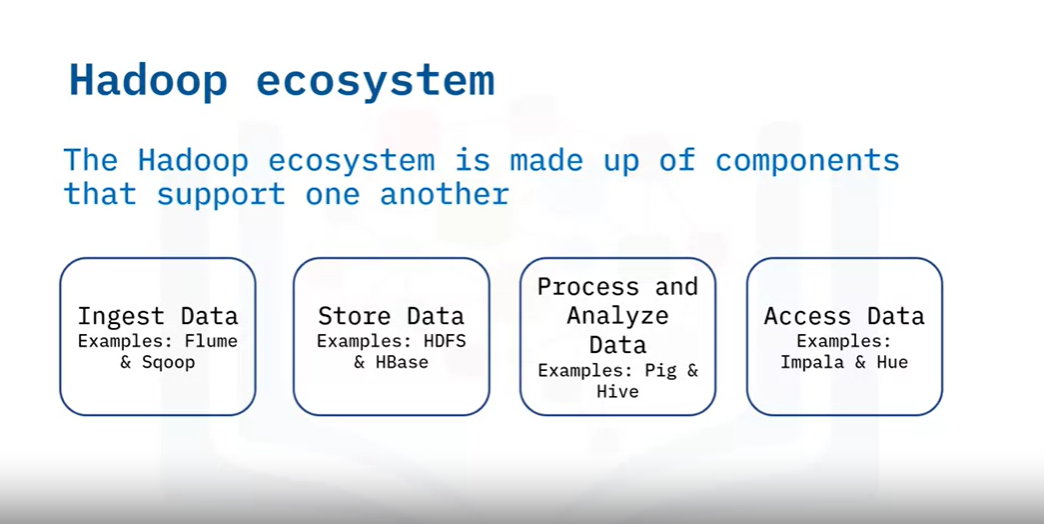 Hadoop ecosystem
The Hadoop ecosystem is made up of components
that support one another
Ingest Data
Examples: Flume
& Sqoop
Store Data
Examples: HDFS
& HBase
Process and
Analyze
Data
Examples: Pig &
Hive
Access Data
Examples:
Impala & Hue